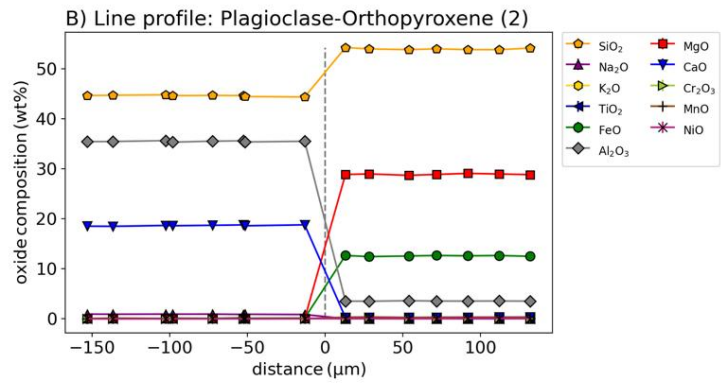 B) Line profile: Plagioclase-Orthopyroxene (2)
oxide composition (wt%)
50
40
30
20
10
0
−150
−100
−50
0
50
100
distance (μm)
SiO₂
Na₂O
K₂O
TiO₂
FeO
Al₂O₃
MgO
CaO
Cr₂O₃
MnO
NiO